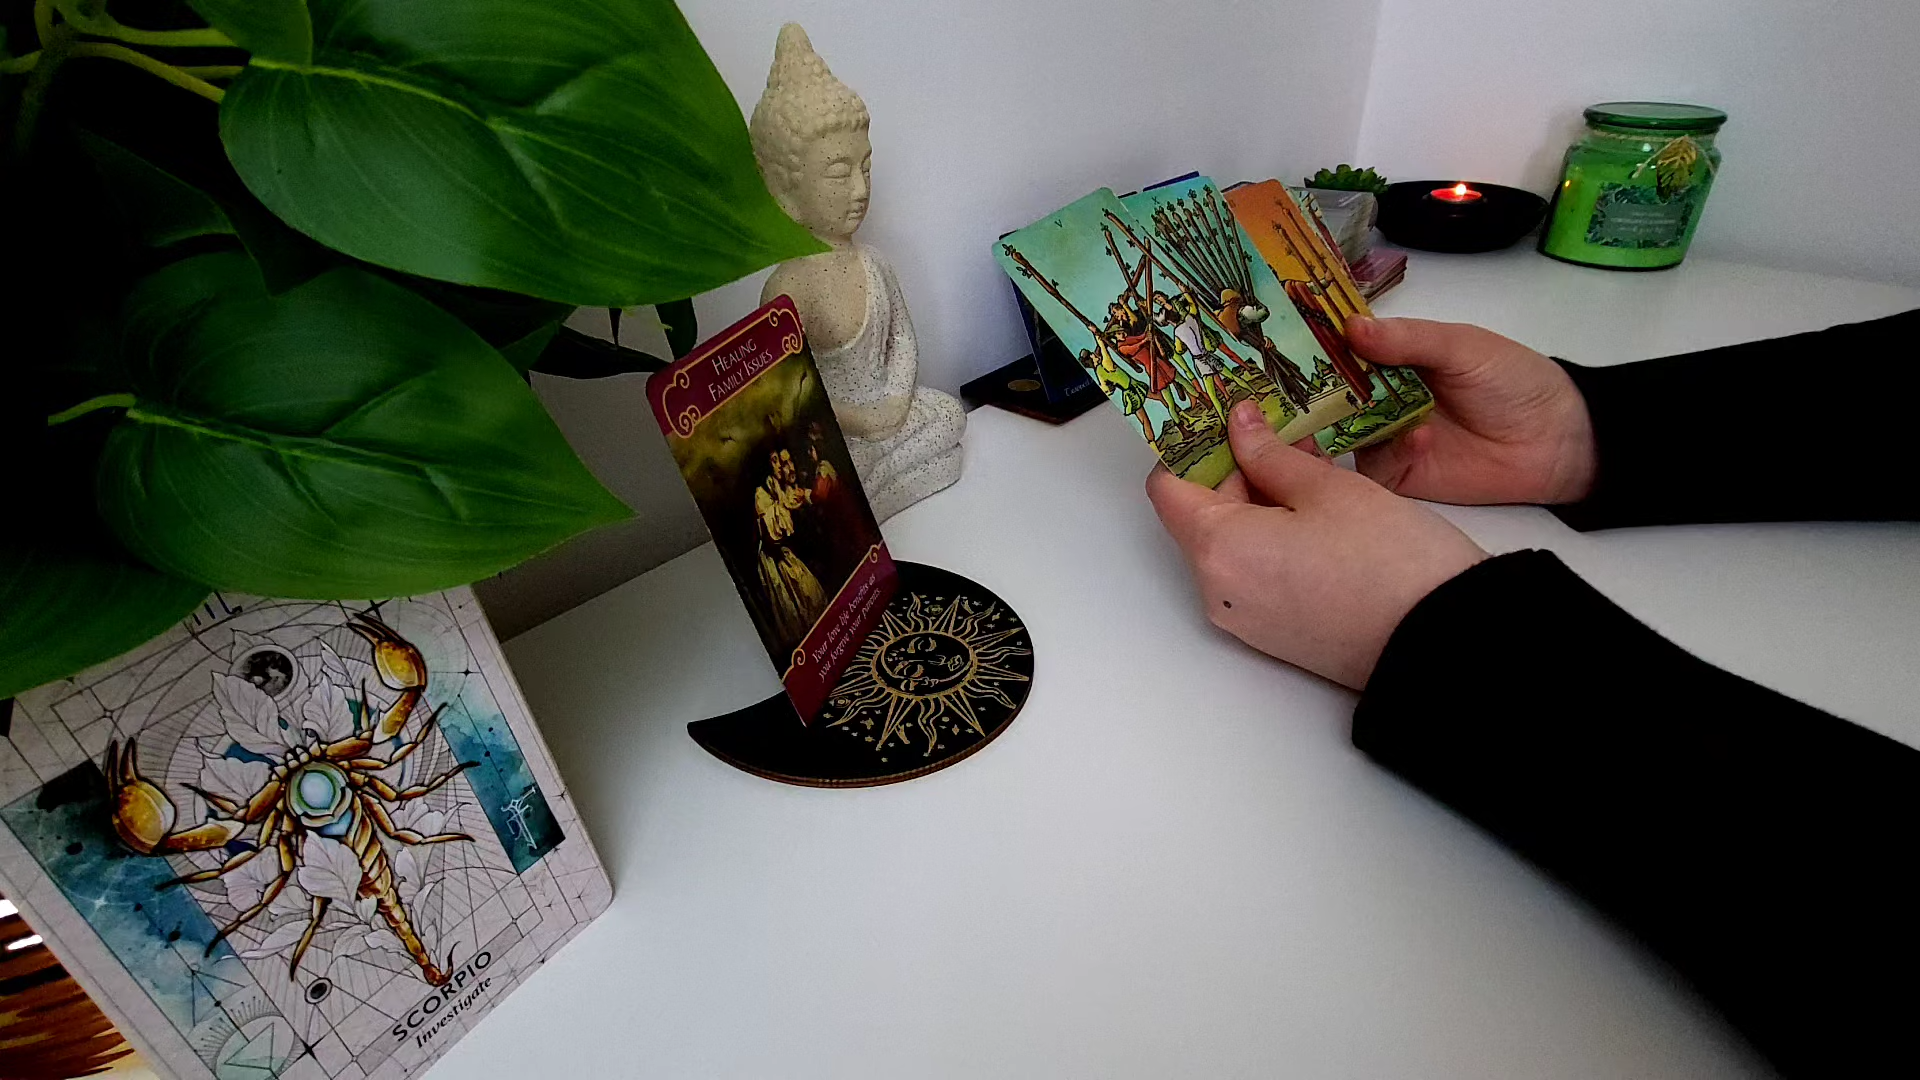 HEALING
FAMILY ISSUES
Your love life benefits as
you forgive your parents.
V
X
SCORPIO
Investigate